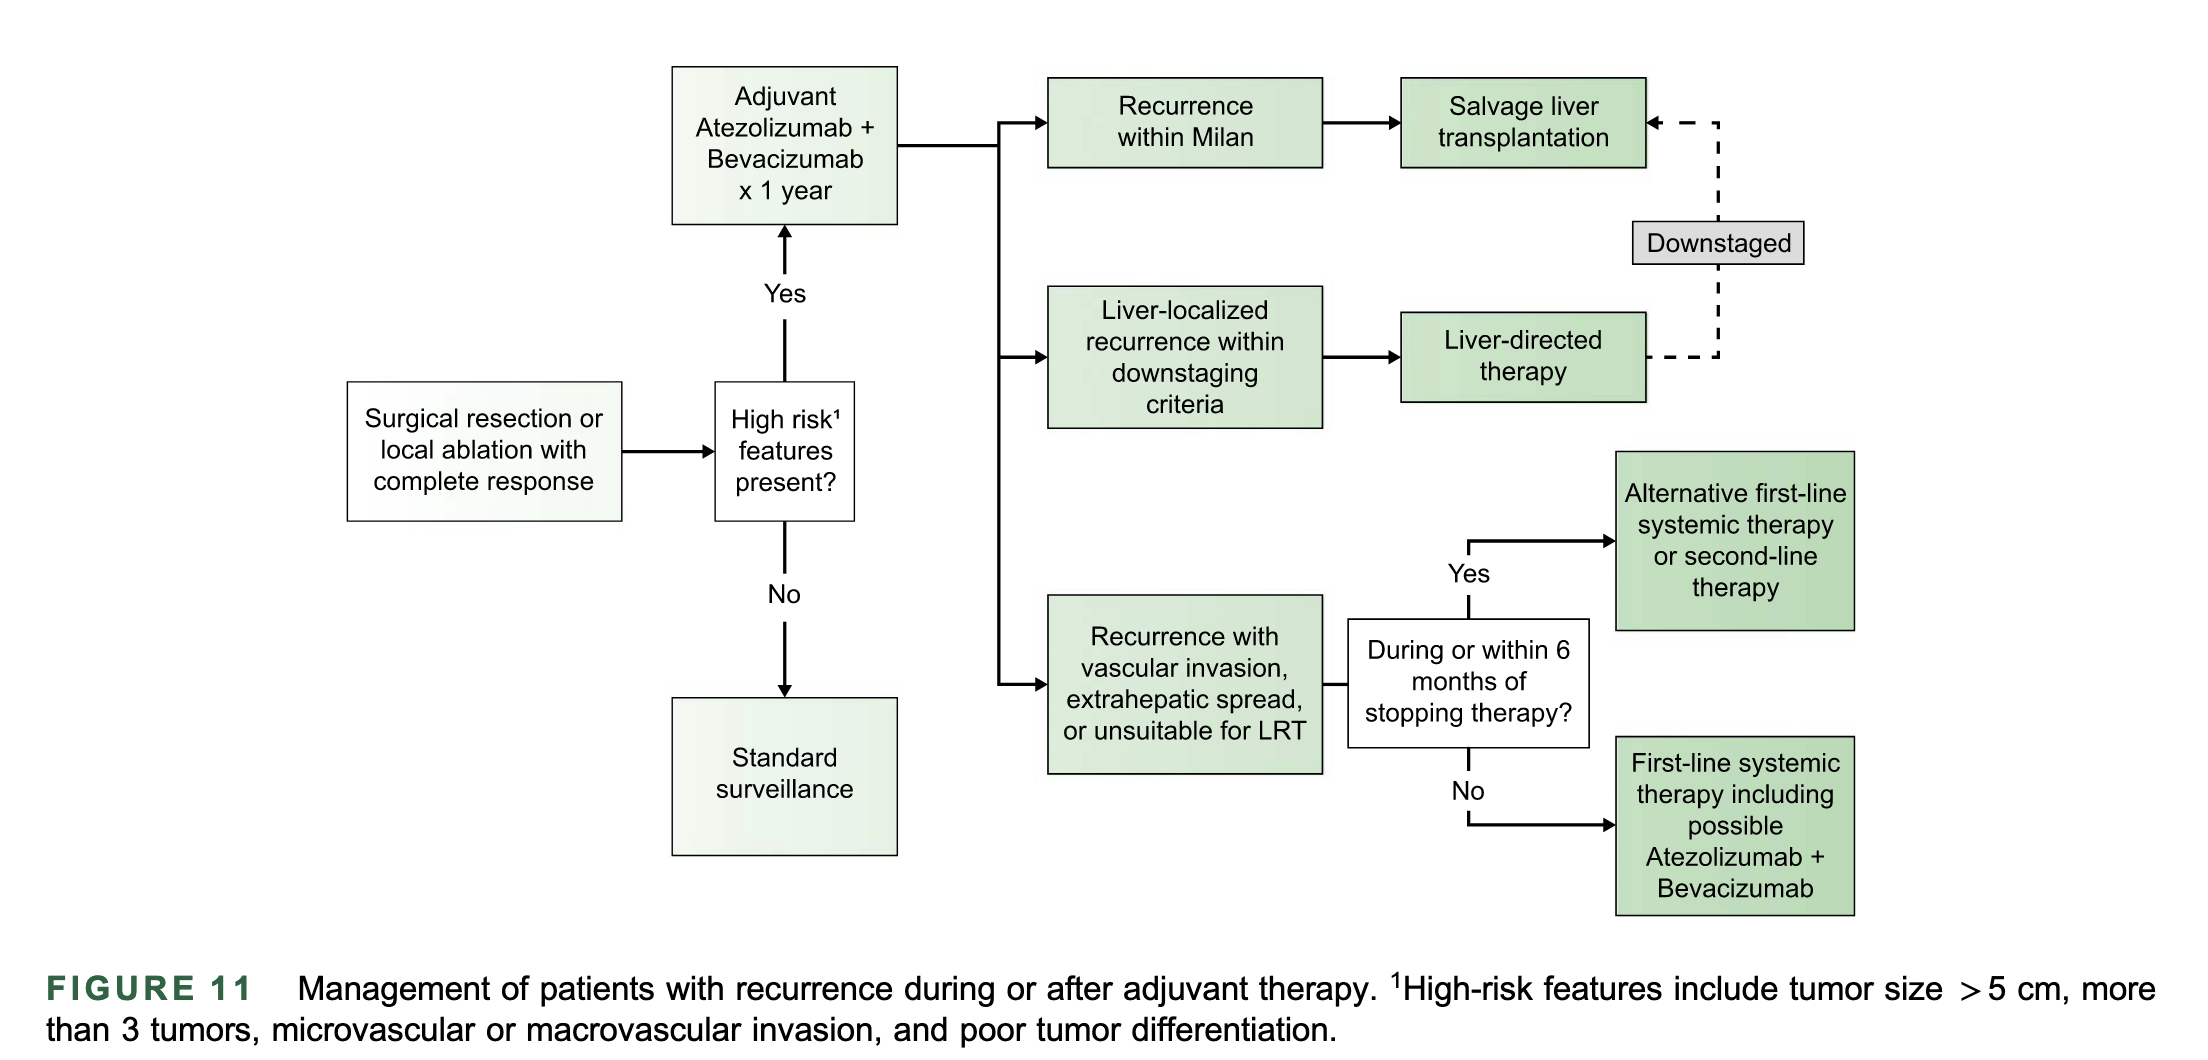 Adjuvant
Atezolizumab +
Bevacizumab
x 1 year
Recurrence
within Milan
Salvage liver
transplantation
Downstaged
Yes
Liver-localized
recurrence within
downstaging
criteria
Liver-directed
therapy
Surgical resection or
local ablation with
complete response
High risk¹
features
present?
No
Standard
surveillance
Recurrence with
vascular invasion,
extrahepatic spread,
or unsuitable for LRT
During or within 6
months of
stopping therapy?
Yes
Alternative first-line
systemic therapy
or second-line
therapy
No
First-line systemic
therapy including
possible
Atezolizumab +
Bevacizumab
FIGURE 11 Management of patients with recurrence during or after adjuvant therapy. ¹High-risk features include tumor size >5 cm, more
than 3 tumors, microvascular or macrovascular invasion, and poor tumor differentiation.